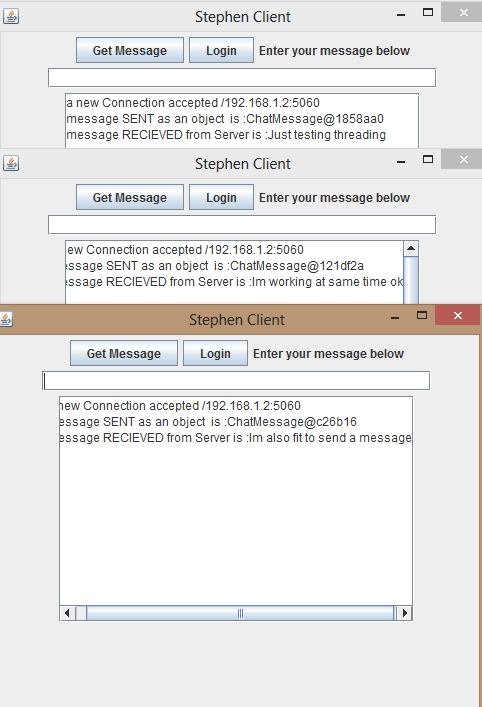 Stephen Client
Get Message Login Enter your message below
a new Connection accepted /192.168.1.2:5060
message SENT as an object is :ChatMessage@1858aa0
message RECIEVED from Server is :Just testing threading
Stephen Client
Get Message Login Enter your message below
ew Connection accepted /192.168.1.2:5060
essage SENT as an object is :ChatMessage@121df2a
essage RECIEVED from Server is :Im working at same time ok
Stephen Client
Get Message Login Enter your message below
new Connection accepted /192.168.1.2:5060
essage SENT as an object is :ChatMessage@c26b16
essage RECIEVED from Server is :Im also fit to send a message